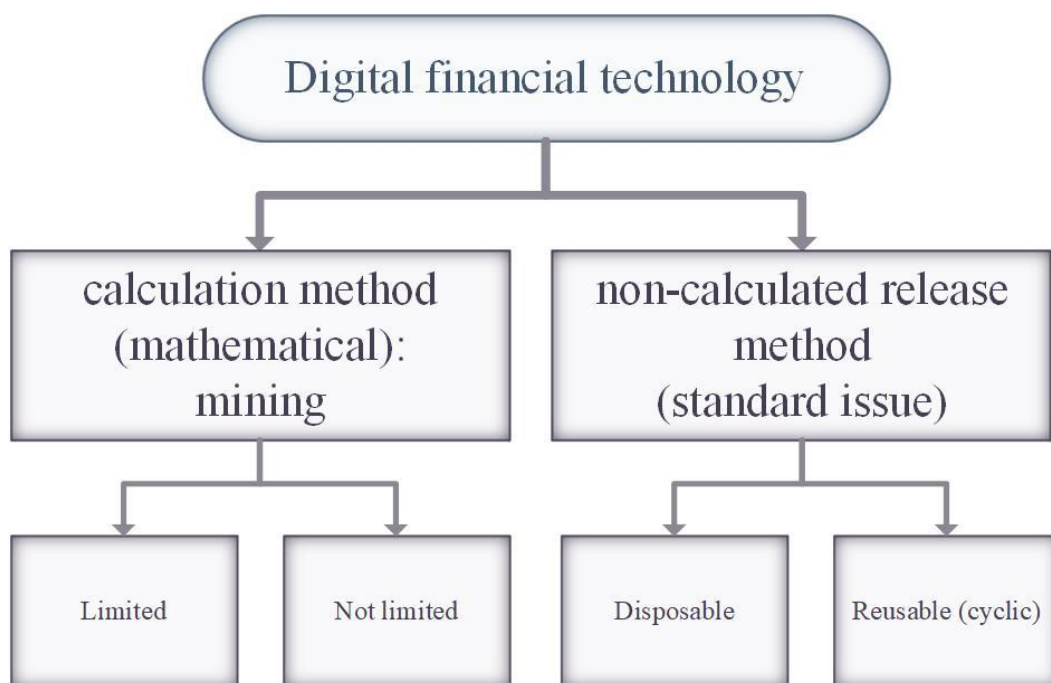 Digital financial technology
calculation method
(mathematical):
mining
non-calculated release
method
(standard issue)
Limited
Not limited
Disposable
Reusable (cyclic)